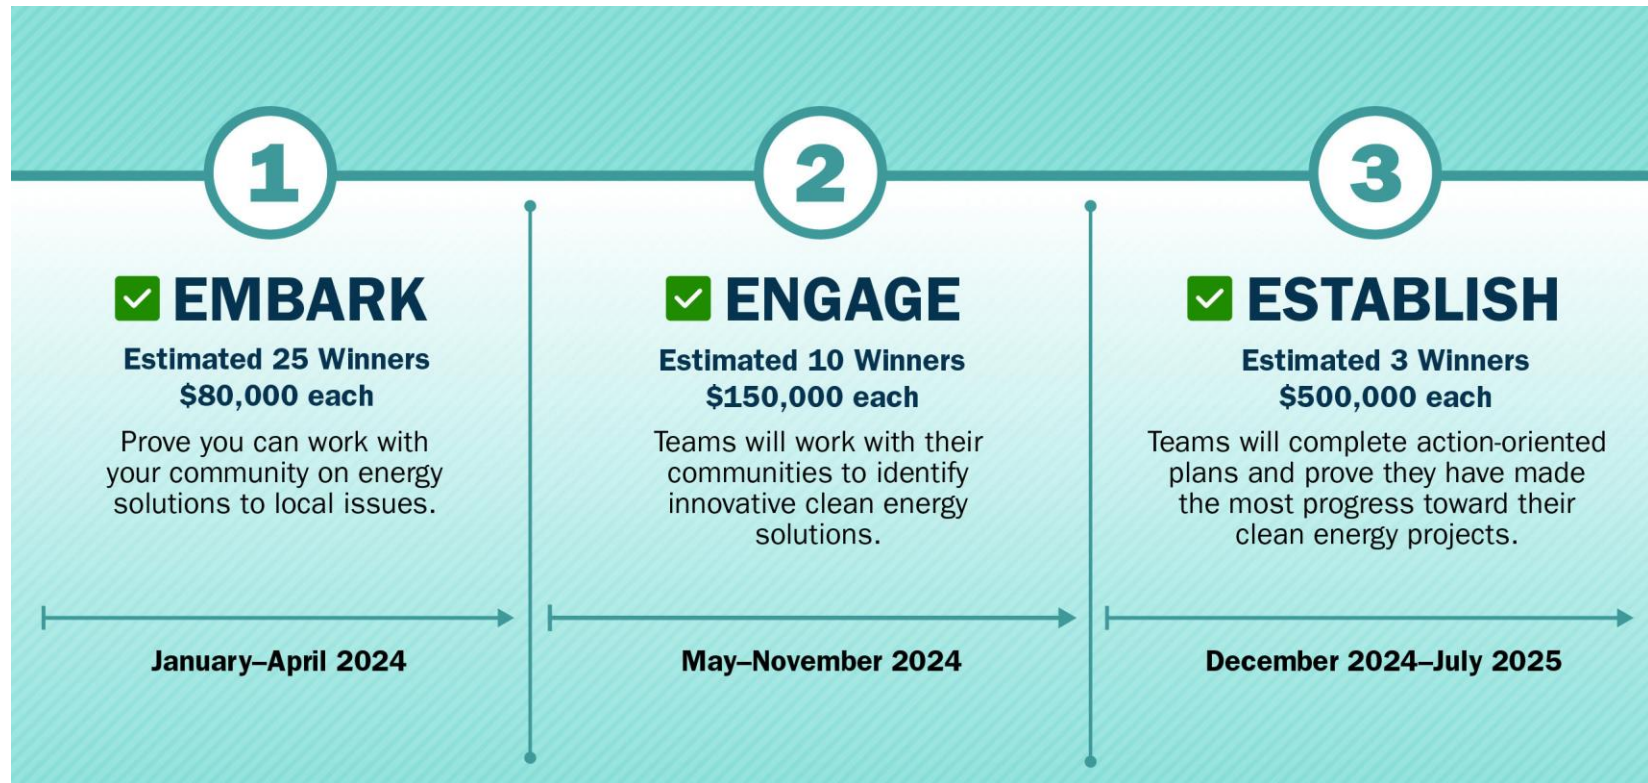 1
EMBARK
Estimated 25 Winners
$80,000 each
Prove you can work with
your community on energy
solutions to local issues.
January–April 2024
2
ENGAGE
Estimated 10 Winners
$150,000 each
Teams will work with their
communities to identify
innovative clean energy
solutions.
May–November 2024
3
ESTABLISH
Estimated 3 Winners
$500,000 each
Teams will complete action-oriented
plans and prove they have made
the most progress toward their
clean energy projects.
December 2024–July 2025